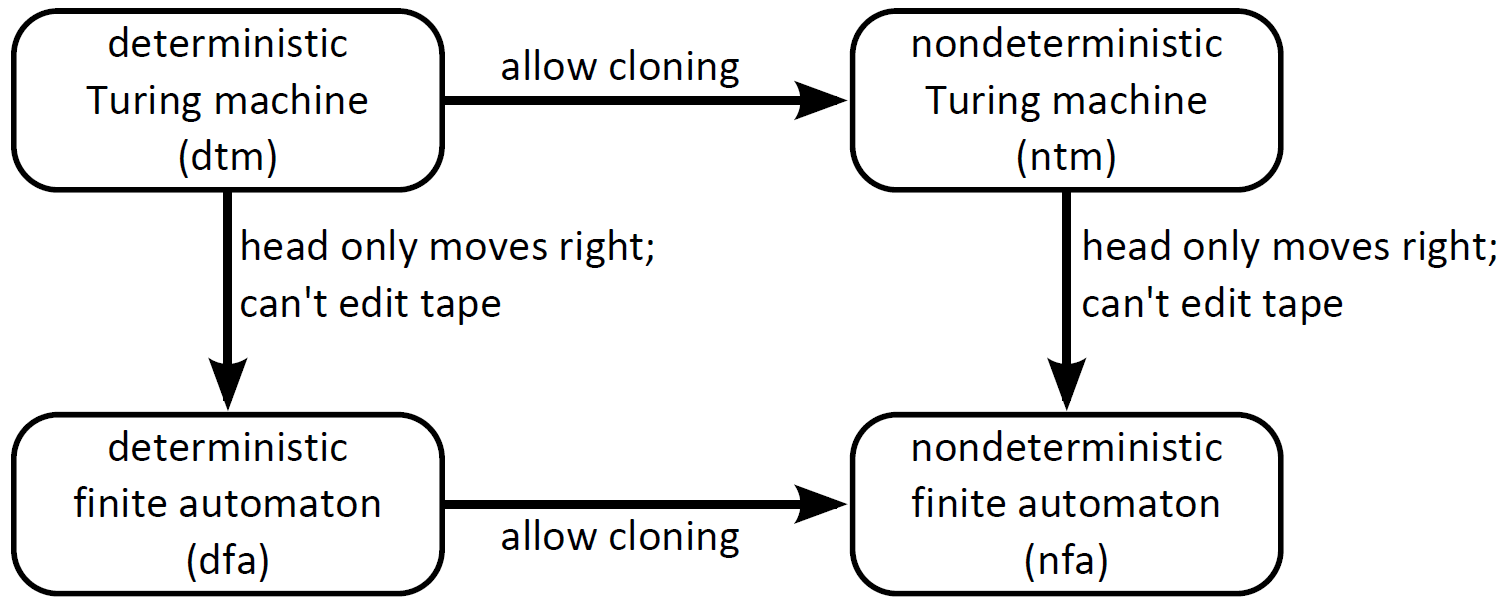 deterministic
Turing machine
(dtm)
allow cloning
nondeterministic
Turing machine
(ntm)
head only moves right;
can't edit tape
head only moves right;
can't edit tape
deterministic
finite automaton
(dfa)
allow cloning
nondeterministic
finite automaton
(nfa)